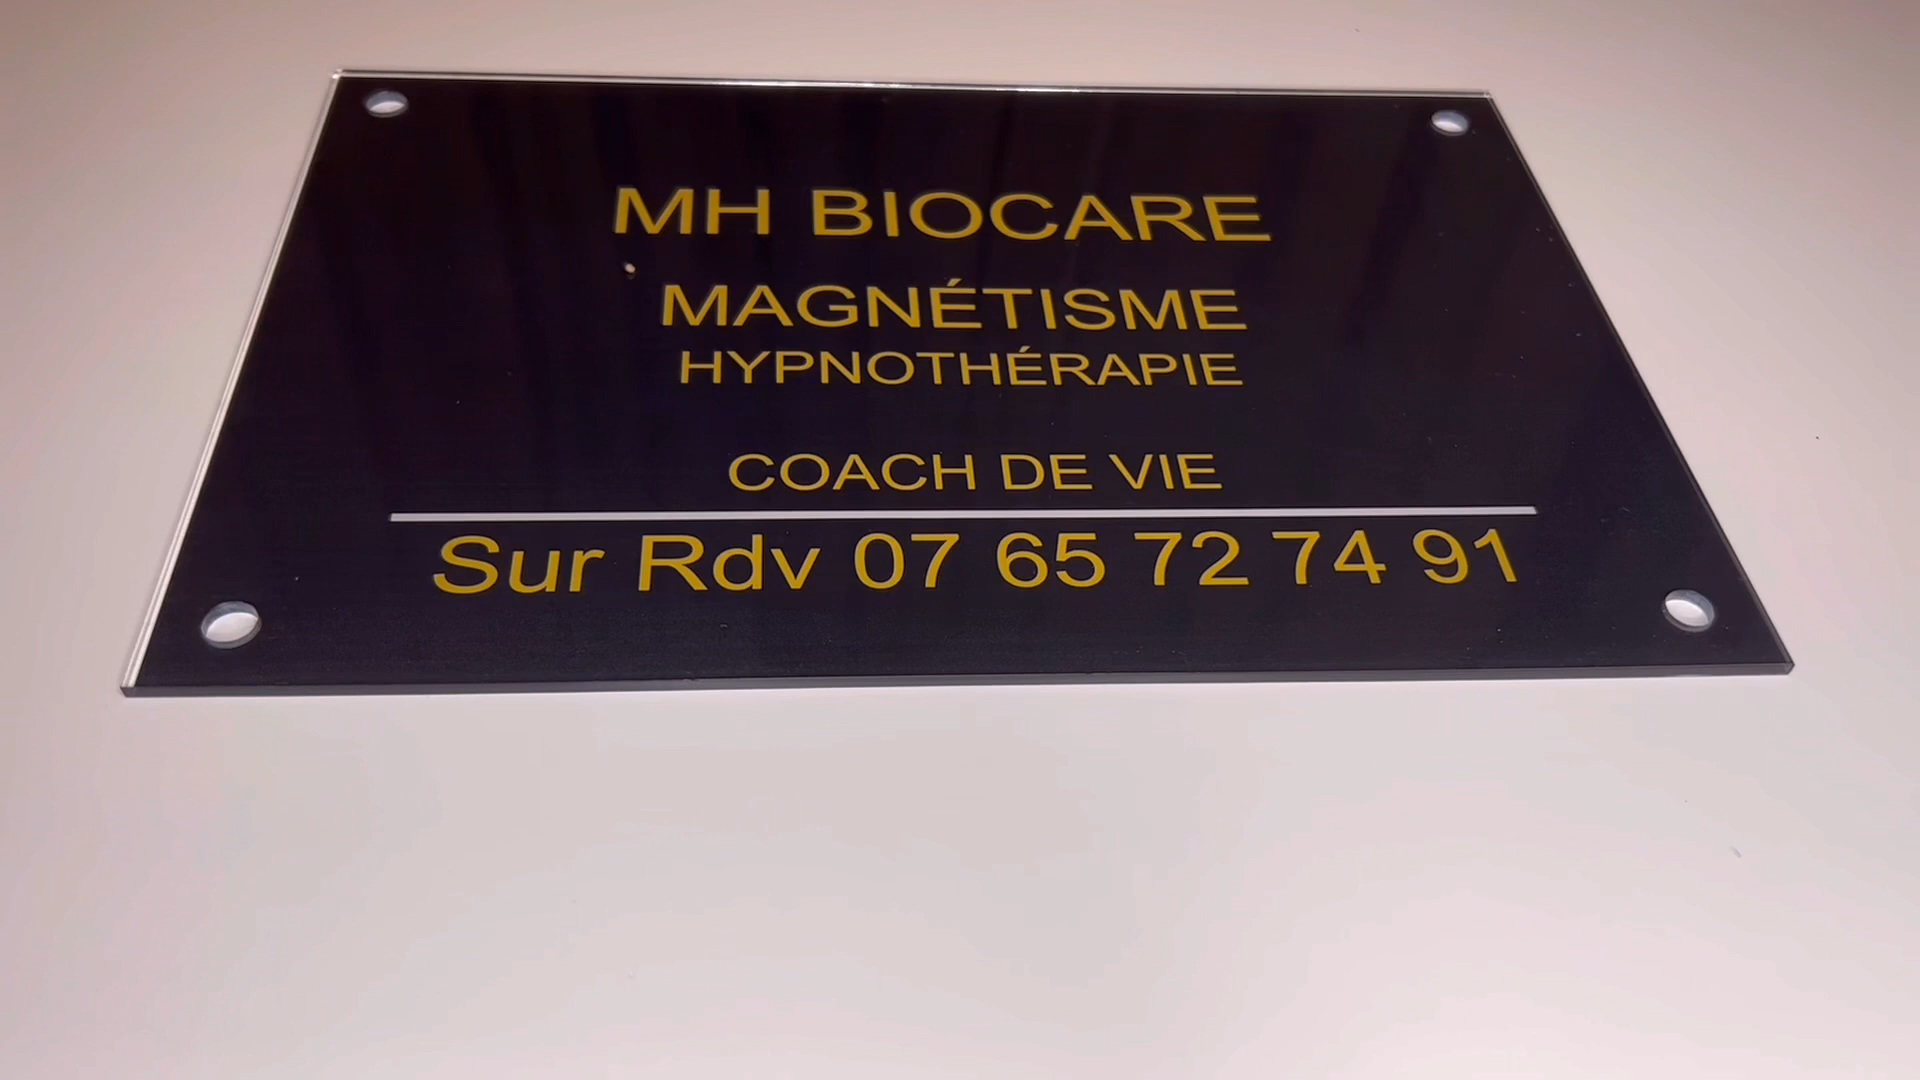 MH BIOCARE
MAGNÉTISME
HYPNOTHÉRAPIE
COACH DE VIE
Sur Rdv 07 65 72 74 91